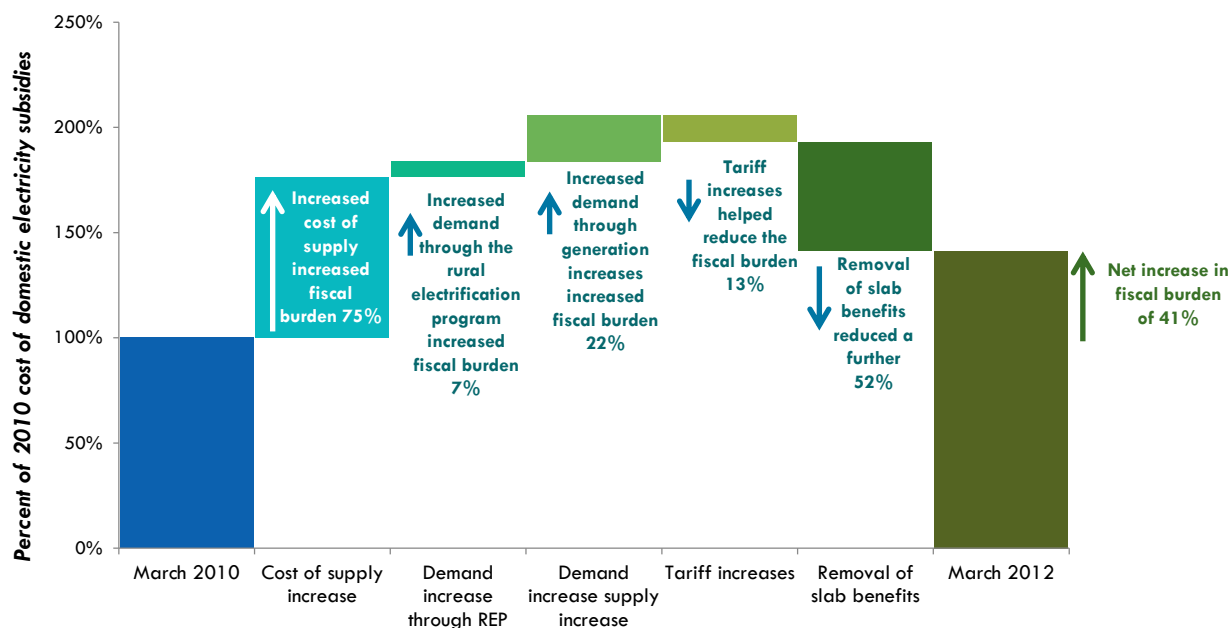 Percent of 2010 cost of domestic electricity subsidies
250%
200%
150%
100%
50%
0%
Increased
cost of
supply
increased
fiscal
burden 75%
Increased
demand
through the
rural
electrification
program
increased
fiscal burden
7%
Increased
demand
through
generation
increases
increased
fiscal burden
22%
Tariff
increases
helped
reduce the
fiscal burden
13%
Removal
of slab
benefits
reduced a
further
52%
Net increase in
fiscal burden
of 41%
March 2010
Cost of supply
increase
Demand
increase
through REP
Demand
increase supply
increase
Tariff increases
Removal of
slab benefits
March 2012